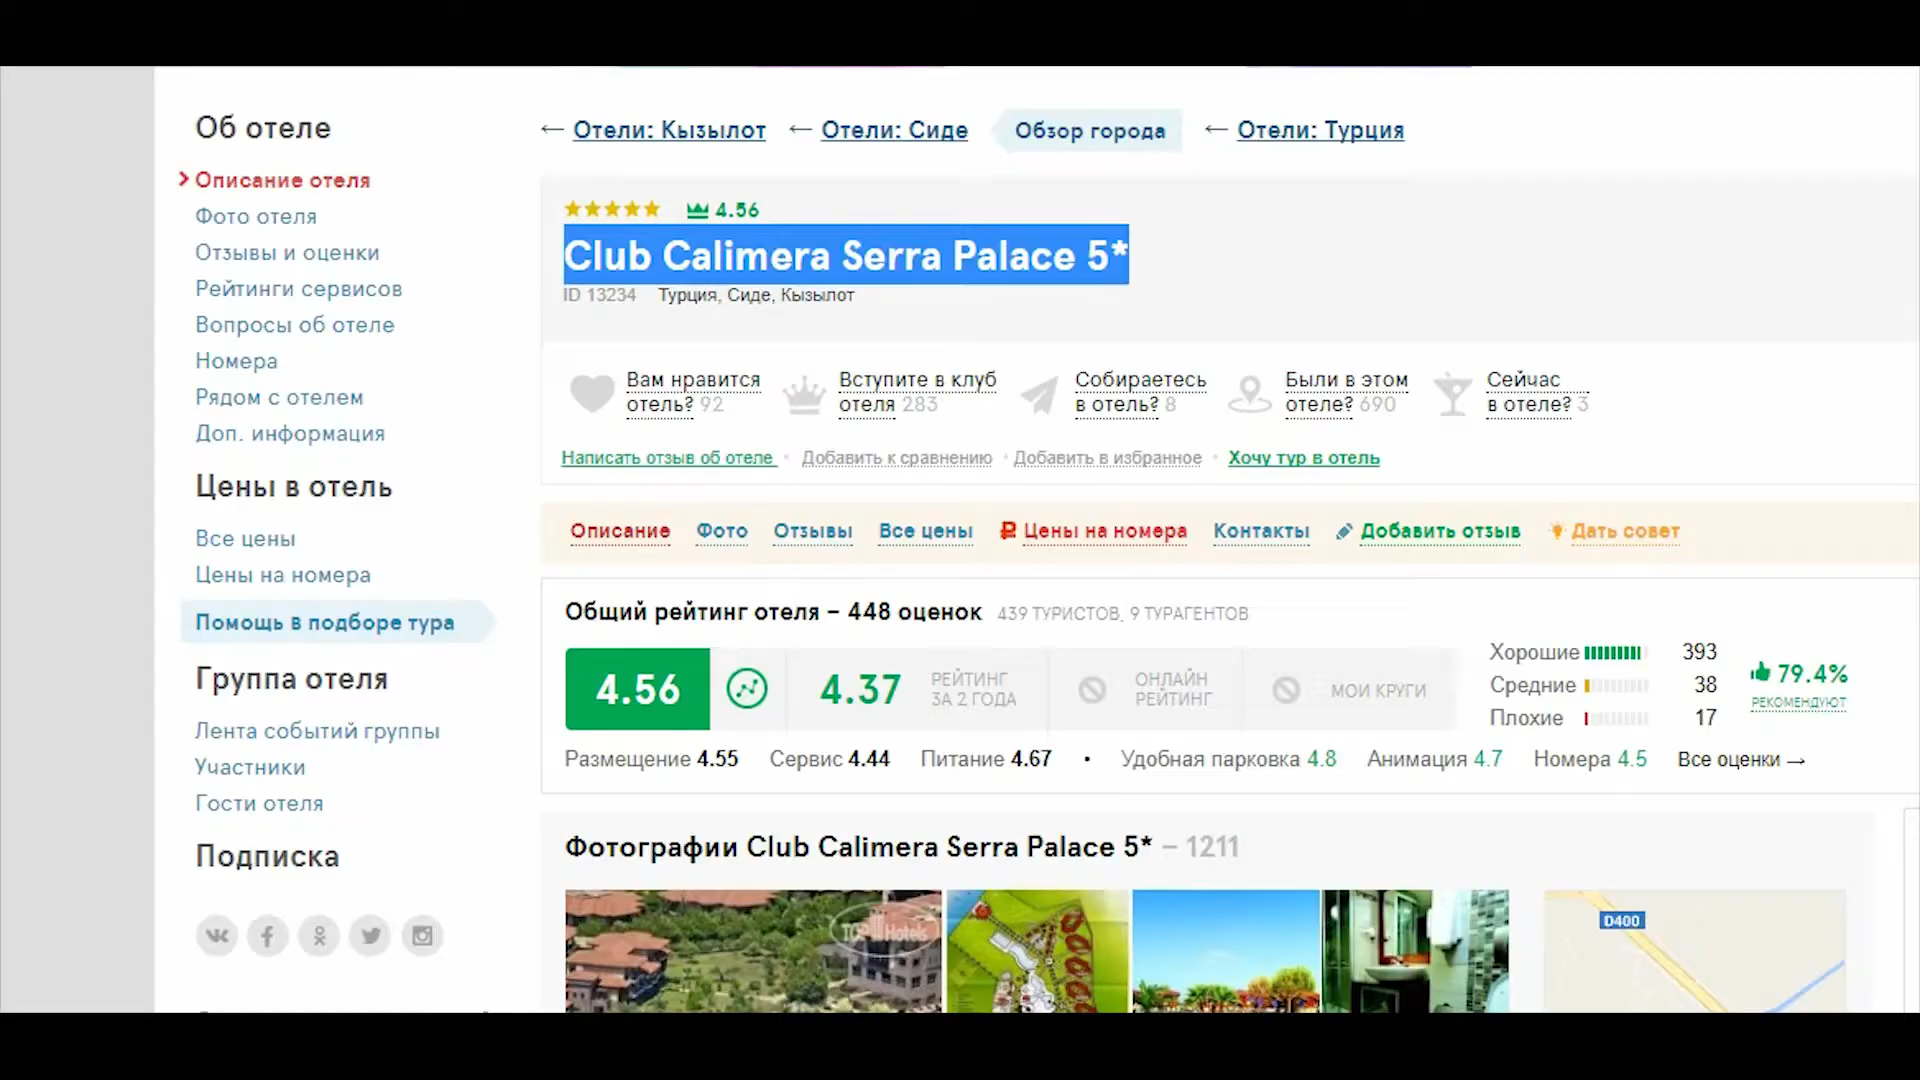 Об отеле
Описание отеля
Фото отеля
Отзывы и оценки
Рейтинги сервисов
Вопросы об отеле
Номера
Рядом с отелем
Доп. информация
Цены в отель
Все цены
Цены на номера
Помощь в подборе тура
Группа отеля
Лента событий группы
Участники
Гости отеля
Подписка
← Отели: Кызылот ← Отели: Сиде Обзор города ← Отели: Турция
4.56
Club Calimera Serra Palace 5*
ID 13234 Турция, Сиде, Кызылот
Вам нравится
отель? 92
Вступите в клуб
отеля 283
Собираетесь
в отель? 8
Были в этом
отеле? 690
Сейчас
в отеле? 3
Написать отзыв об отеле • Добавить к сравнению • Добавить в избранное • Хочу тур в отель
Описание Фото Отзывы Все цены Цены на номера Контакты Добавить отзыв Дать совет
Общий рейтинг отеля – 448 оценок 439 ТУРИСТОВ, 9 ТУРАГЕНТОВ
4.56
4.37
РЕЙТИНГ
ЗА 2 ГОДА
ОНЛАЙН
РЕЙТИНГ
МОИ КРУГИ
Хорошие 393
Средние 38
Плохие 17
79.4%
РЕКОМЕНДУЮТ
Размещение 4.55 Сервис 4.44 Питание 4.67 • Удобная парковка 4.8 Анимация 4.7 Номера 4.5 Все оценки →
Фотографии Club Calimera Serra Palace 5* – 1211
TOP Hotels
D400